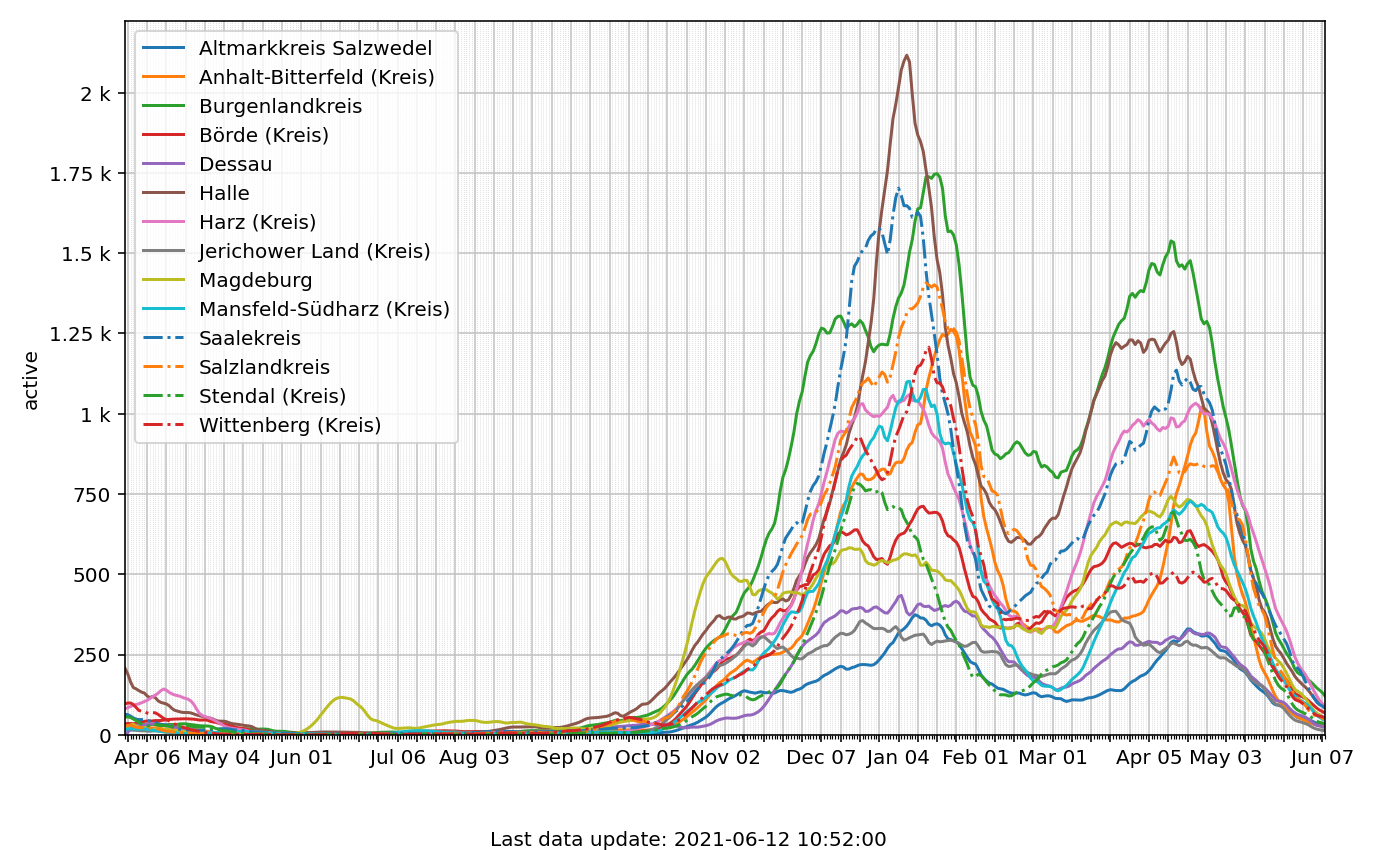 2 k
1.75 k
1.5 k
1.25 k
1 k
750
500
250
0
active
Altmarkkreis Salzwedel
Anhalt-Bitterfeld (Kreis)
Burgenlandkreis
Börde (Kreis)
Dessau
Halle
Harz (Kreis)
Jerichower Land (Kreis)
Magdeburg
Mansfeld-Südharz (Kreis)
Saalekreis
Salzlandkreis
Stendal (Kreis)
Wittenberg (Kreis)
Apr 06 May 04 Jun 01 Jul 06 Aug 03 Sep 07 Oct 05 Nov 02 Dec 07 Jan 04 Feb 01 Mar 01 Apr 05 May 03 Jun 07
Last data update: 2021-06-12 10:52:00